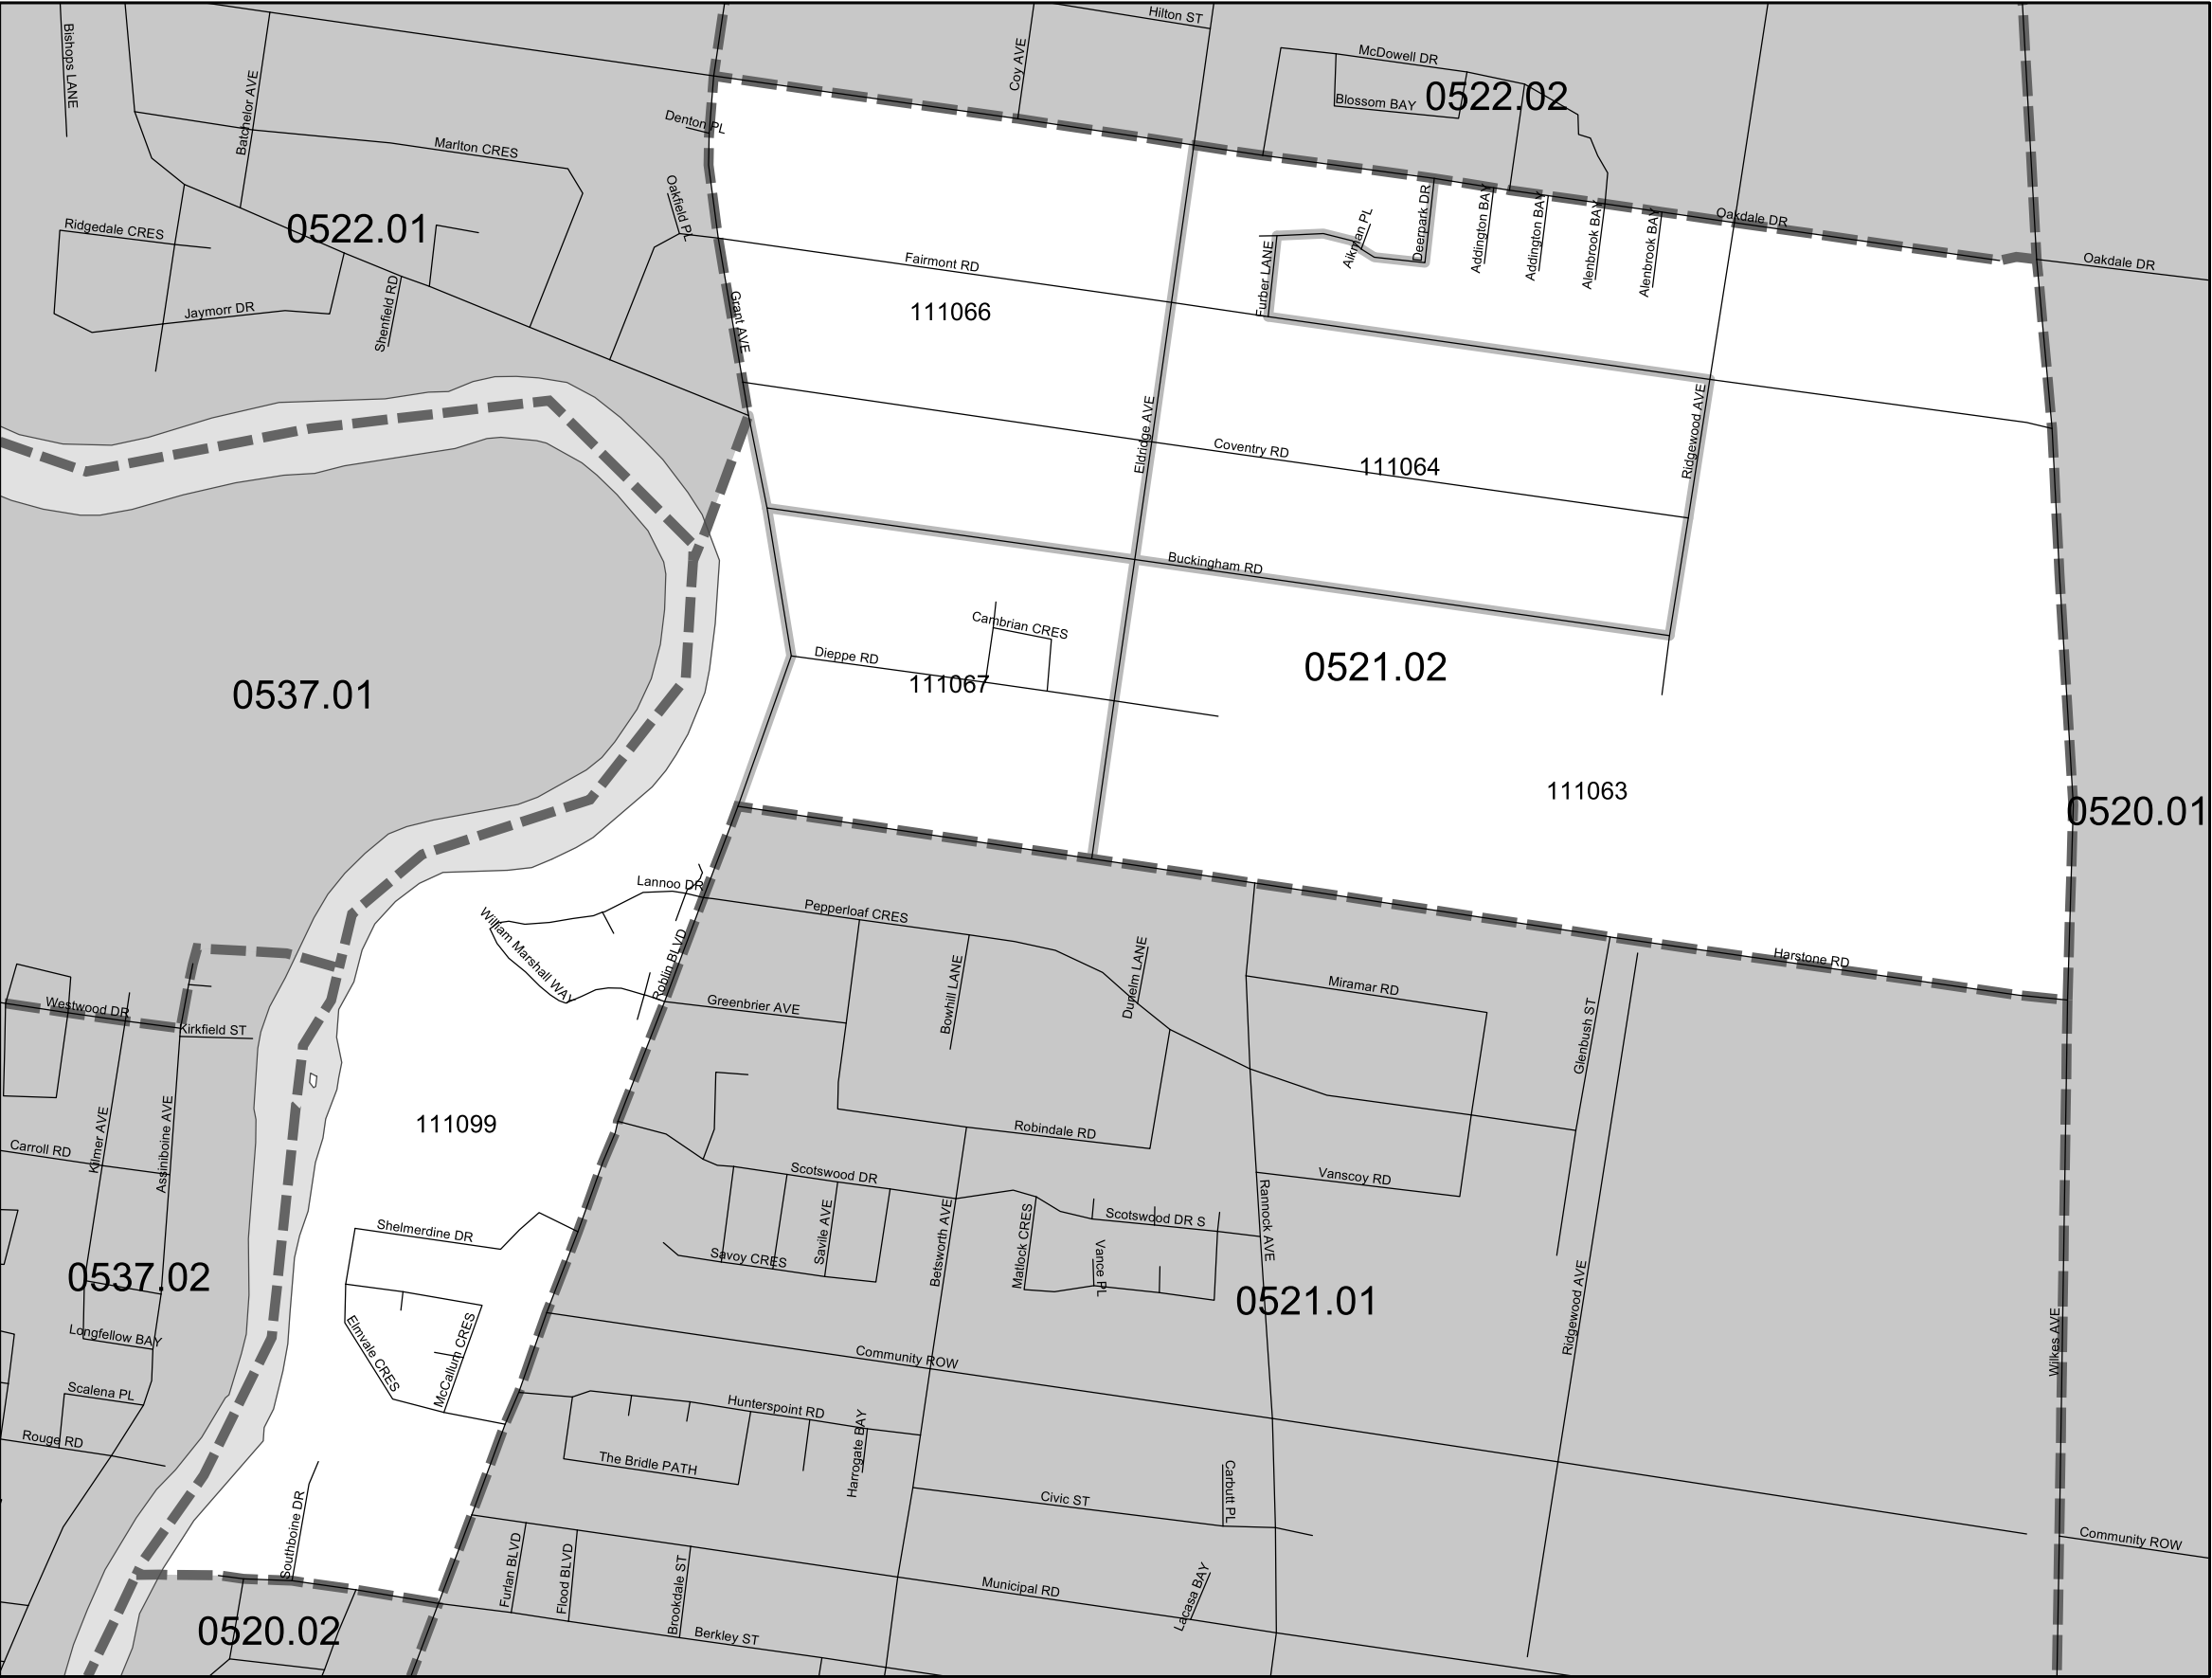 Hilton ST
Bishops LANE
Coy AVE
McDowell DR
Batchelor AVE
Blossom BAY
0522.02
Denton PL
Marlton CRES
Oakfield PL
Deerpark DR
Addington BAY
Addington BAY
Alenbrook BAY
Alenbrook BAY
Oakdale DR
Aikman PL
Ridgedale CRES
0522.01
Fairmont RD
Furber LANE
Oakdale DR
Jaymorr DR
Shenfield RD
Grant AVE
111066
Eldridge AVE
Coventry RD
111064
Ridgewood AVE
Buckingham RD
Cambrian CRES
Dieppe RD
0537.01
111067
0521.02
111063
0520.01
Lannoo DR
William Marshall WAY
Roblin BLVD
Pepperloaf CRES
Bowhill LANE
Dunelm LANE
Harstone RD
Miramar RD
Westwood DR
Kirkfield ST
Greenbrier AVE
Glenbush ST
111099
Kilmer AVE
Carroll RD
Assiniboine AVE
Robindale RD
Scotswood DR
Vanscoy RD
Rannock AVE
Shelmerdine DR
Savoy CRES
Savile AVE
Betsworth AVE
Matlock CRES
Scotswood DR S
Vance PL
0537.02
0521.01
Ridgewood AVE
Wilkes AVE
Longfellow BAY
Elmvale CRES
McCallum CRES
Community ROW
Scalena PL
Rouge RD
Hunterspoint RD
The Bridle PATH
Harrogate BAY
Civic ST
Carbutt PL
Southboine DR
Community ROW
Furlan BLVD
Flood BLVD
Brookdale ST
Municipal RD
Lacasa BAY
0520.02
Berkley ST